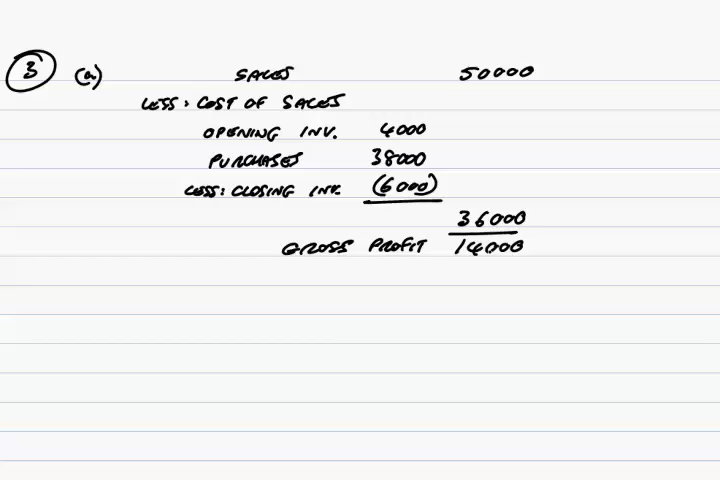 3 (a) SALES 50000
LESS: COST OF SALES
OPENING INV. 4000
PURCHASES 38000
LESS: CLOSING INV. (6000)
36000
GROSS PROFIT 14000